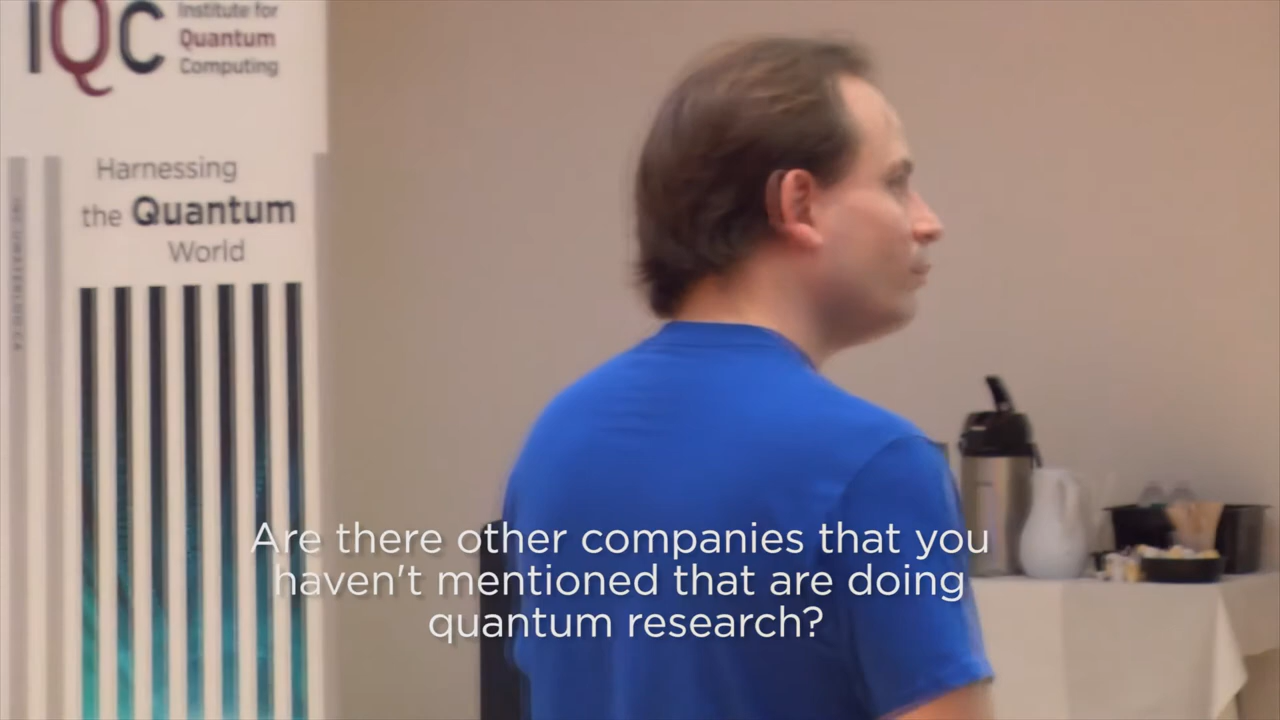 IQC
Institute for
Quantum
Computing
Harnessing
the Quantum
World
Are there other companies that you
haven't mentioned that are doing
quantum research?